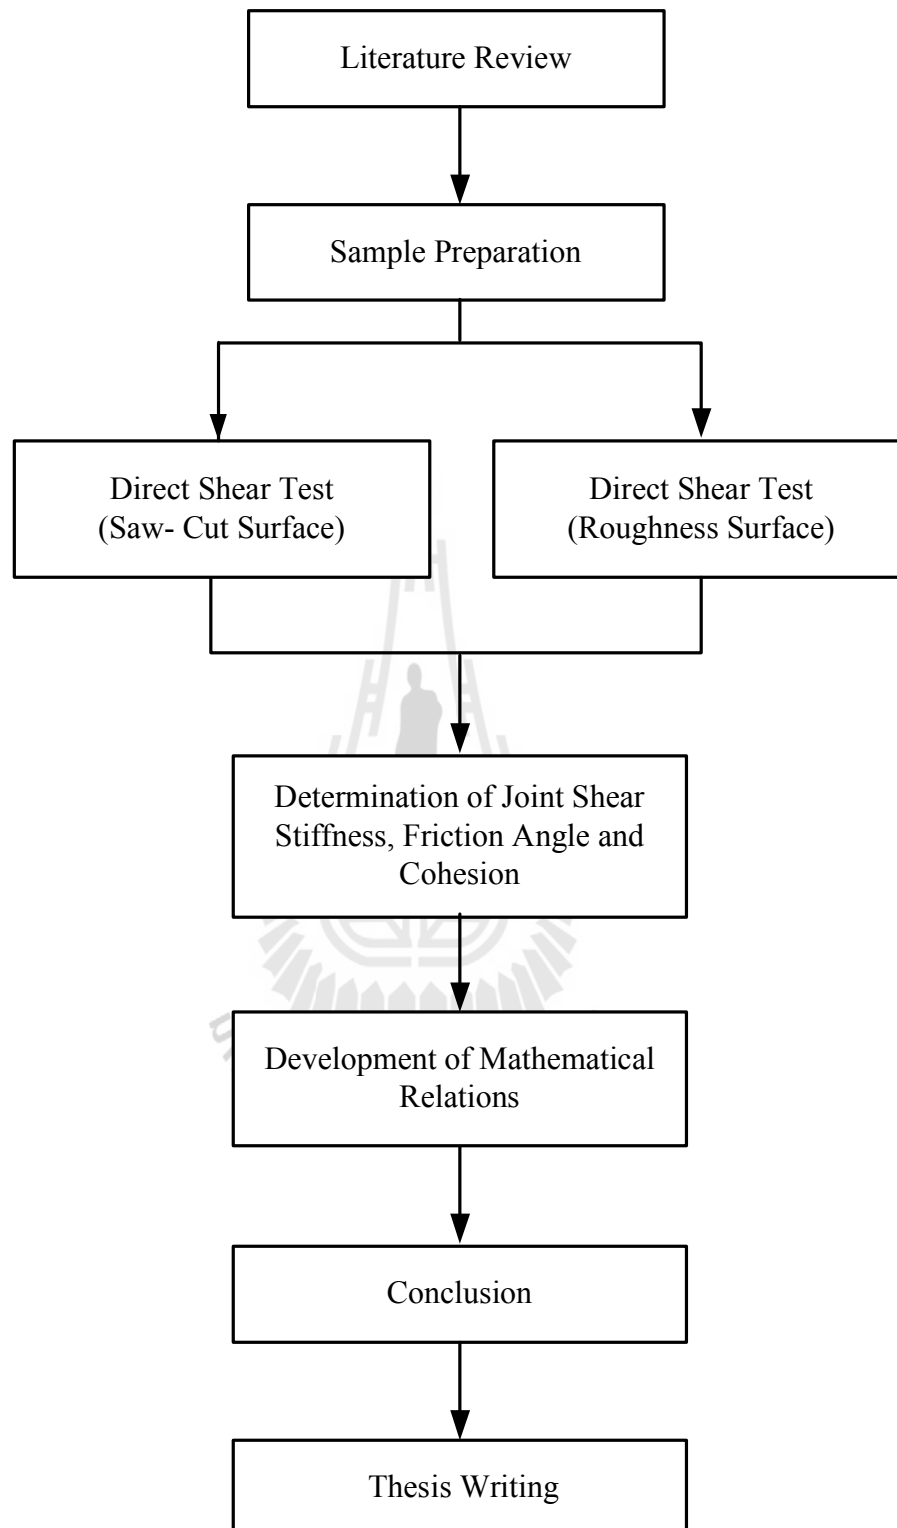 Literature Review
Sample Preparation
Direct Shear Test
(Saw- Cut Surface)
Direct Shear Test
(Roughness Surface)
Determination of Joint Shear
Stiffness, Friction Angle and
Cohesion
Development of Mathematical
Relations
Conclusion
Thesis Writing